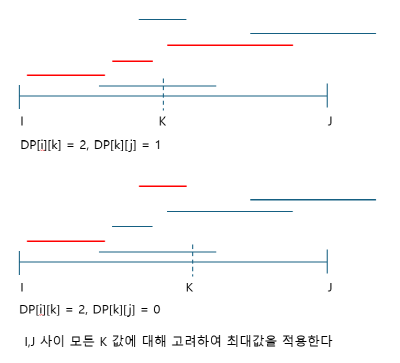 I K J
DP[i][k] = 2, DP[k][j] = 1
I K J
DP[i][k] = 2, DP[k][j] = 0
I,J 사이 모든 K 값에 대해 고려하여 최대값을 적용한다